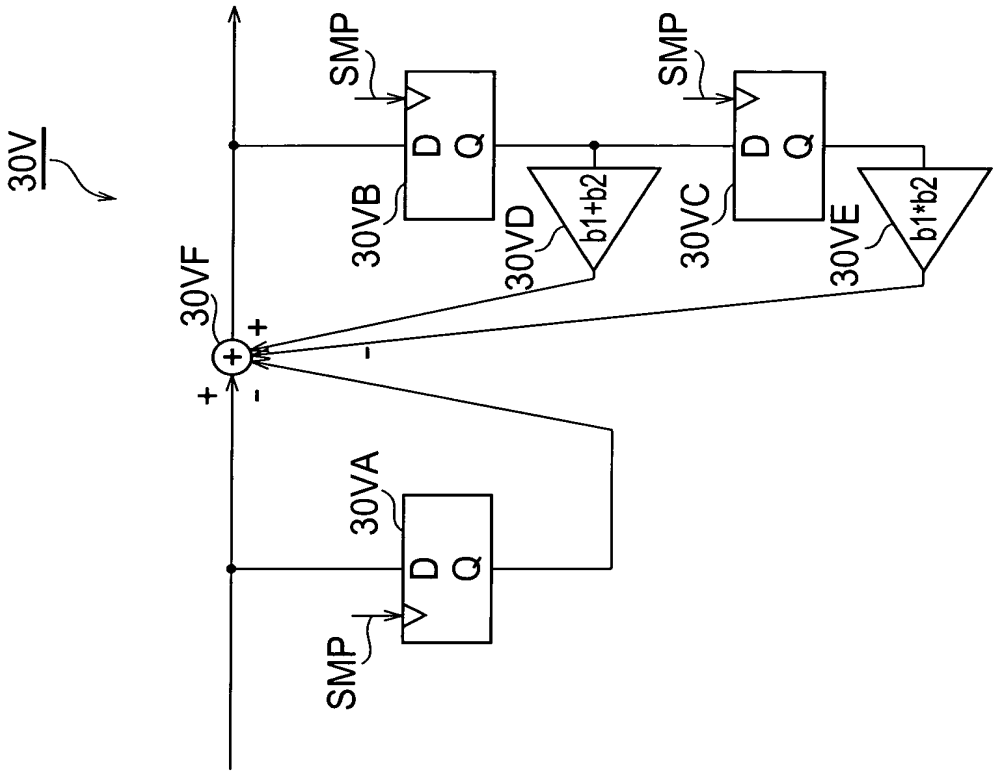 30V
30VF
+
+
-
+
-
SMP
D
Q
30VA
SMP
D
Q
30VB
b1+b2
30VD
SMP
D
Q
30VC
b1*b2
30VE